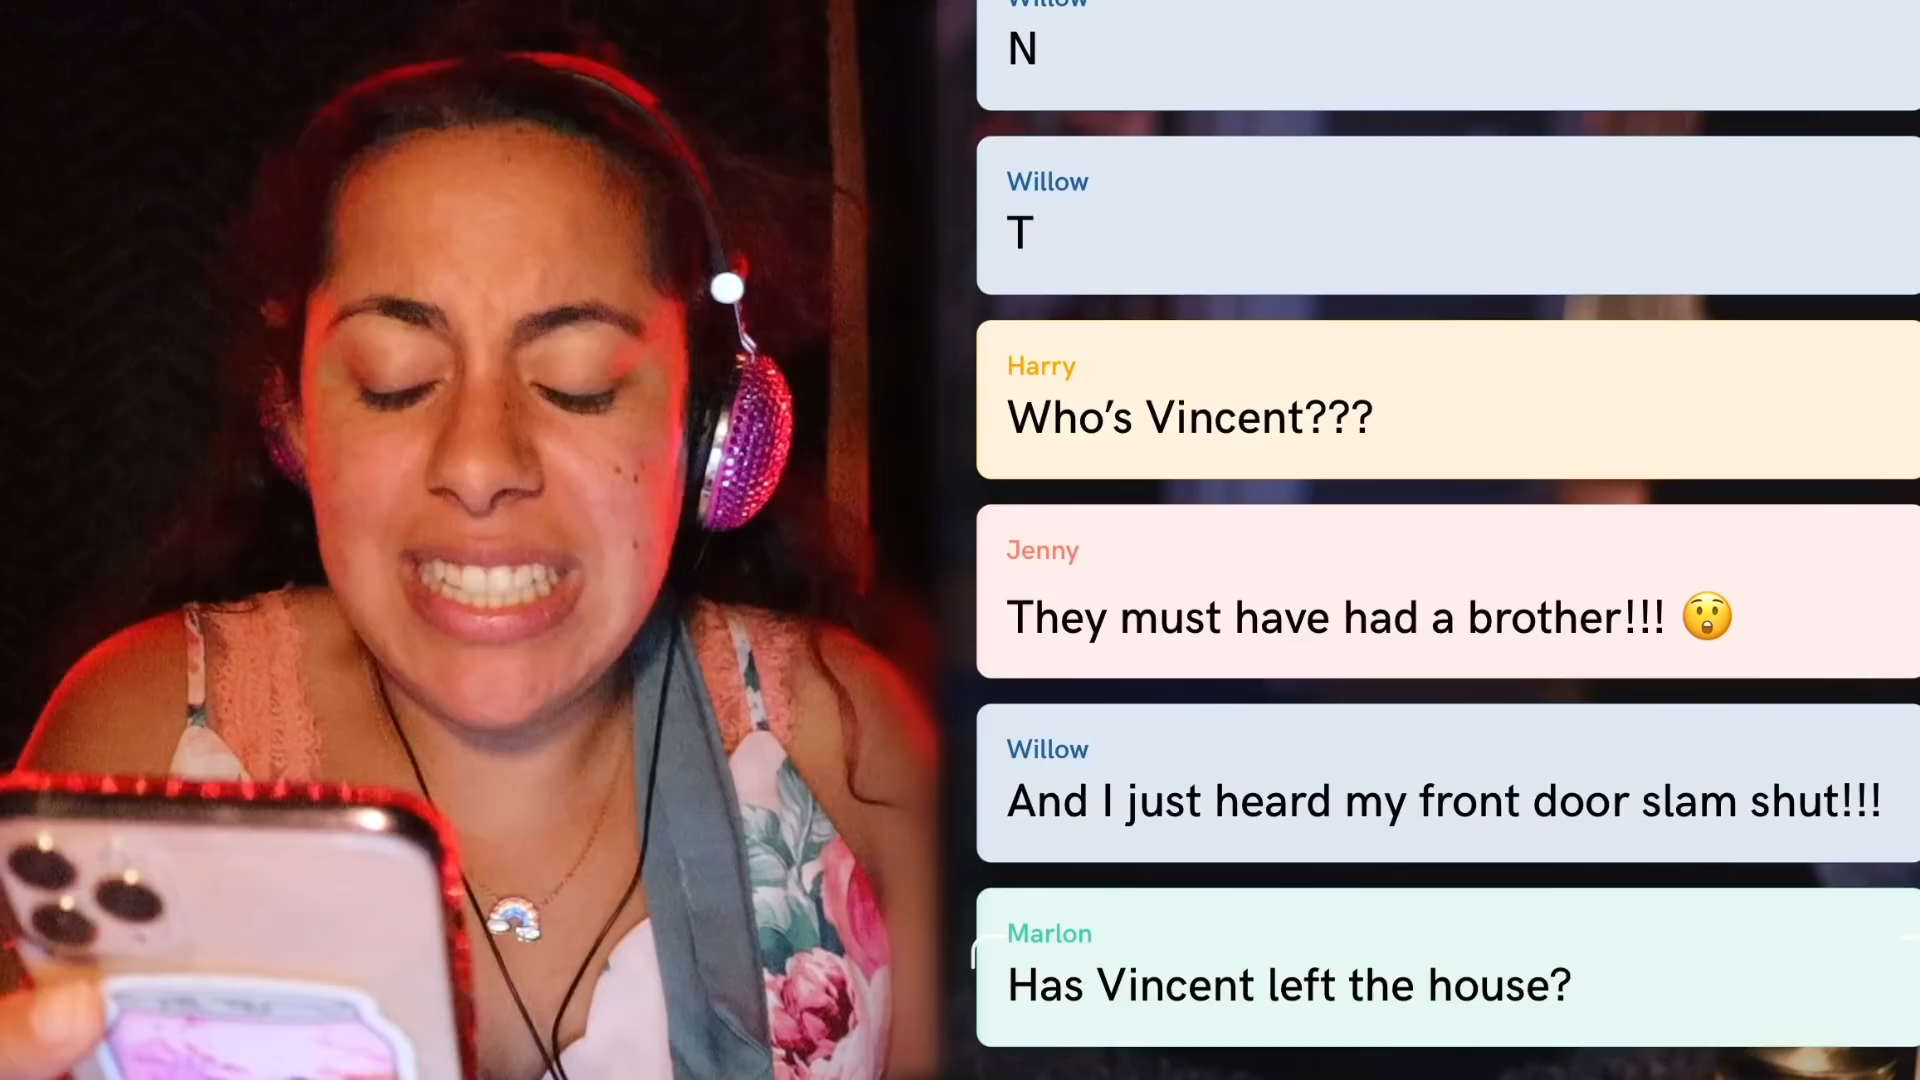 Willow
N
Willow
T
Harry
Who’s Vincent???
Jenny
They must have had a brother!!! 😲
Willow
And I just heard my front door slam shut!!!
Marlon
Has Vincent left the house?